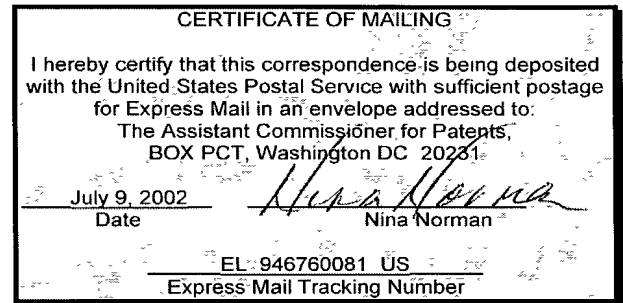 CERTIFICATE OF MAILING
I hereby certify that this correspondence is being deposited
with the United States Postal Service with sufficient postage
for Express Mail in an envelope addressed to:
The Assistant Commissioner for Patents,
BOX PCT, Washington DC 20231
July 9, 2002 Nina Norman
Date Nina Norman
EL 946760081 US
Express Mail Tracking Number